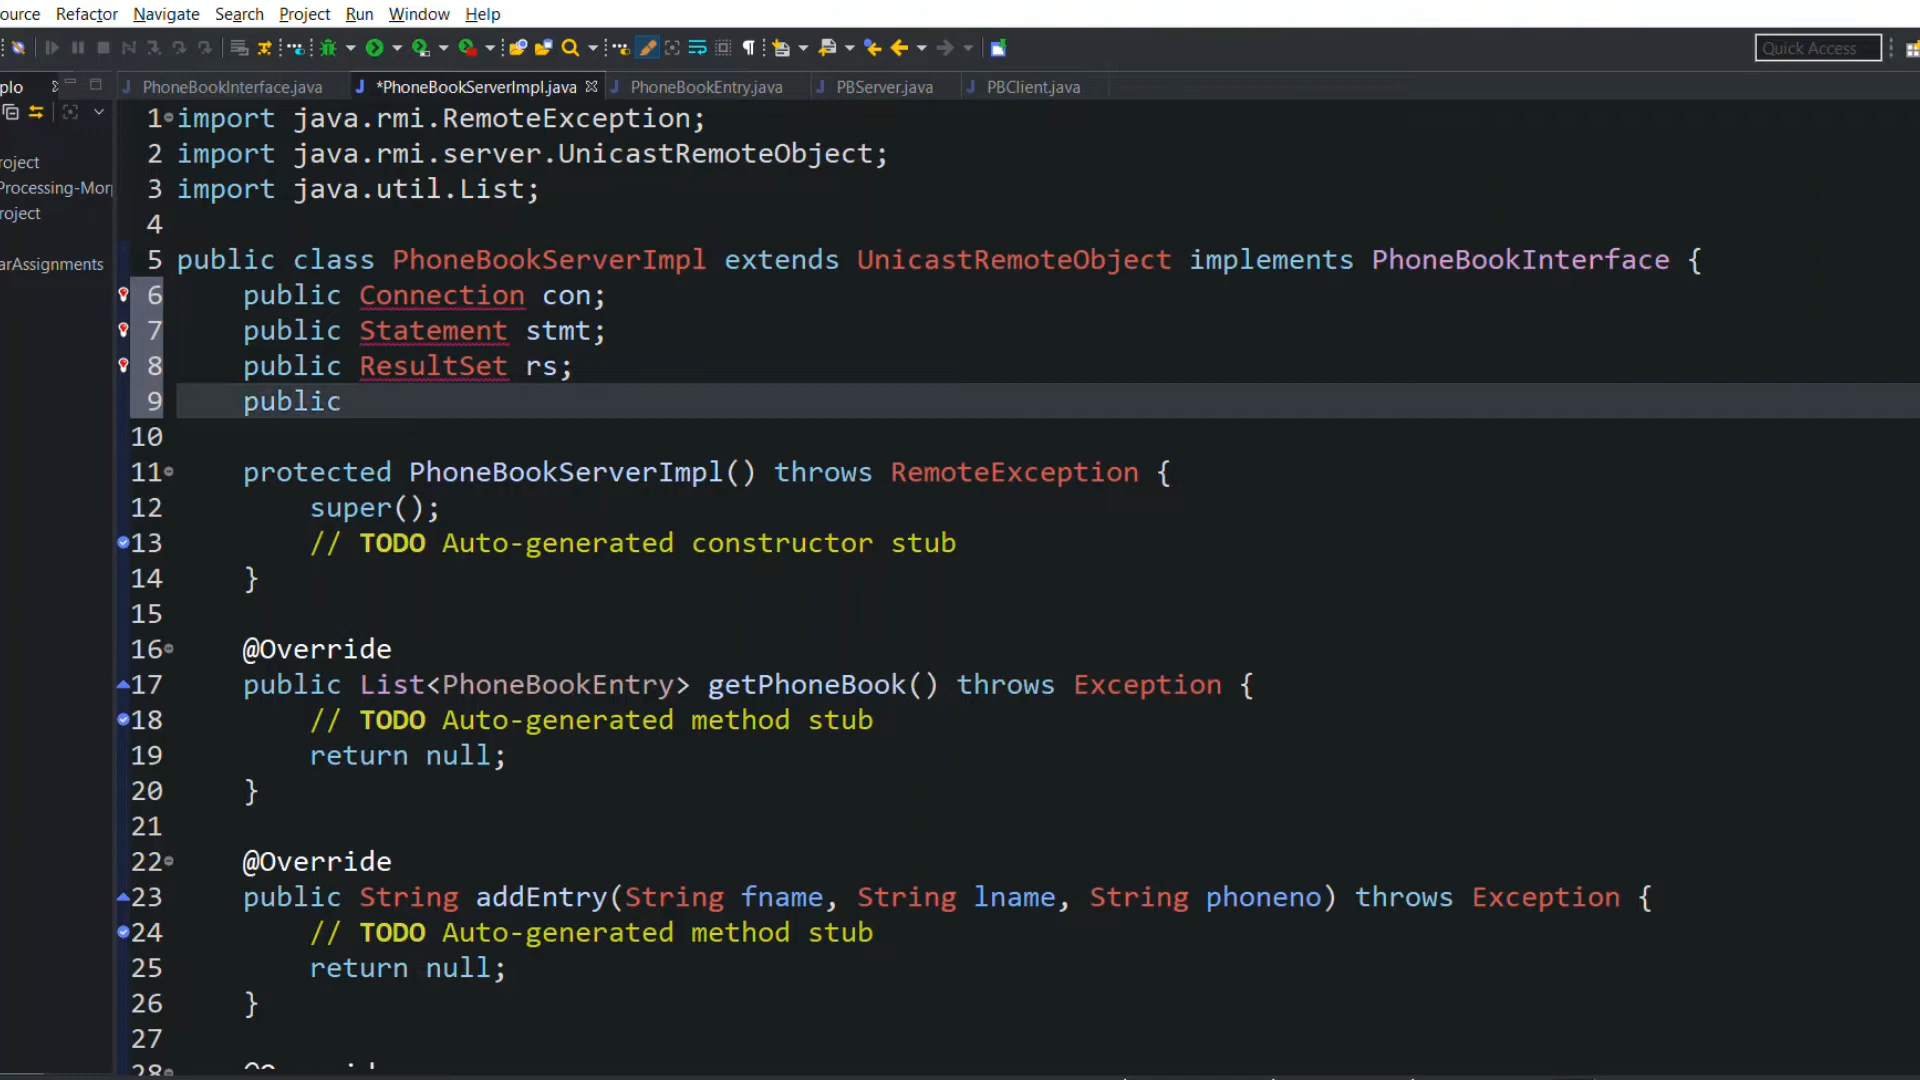 ource Refactor Navigate Search Project Run Window Help
Quick Access
plo
PhoneBookInterface.java *PhoneBookServerImpl.java PhoneBookEntry.java PBServer.java PBClient.java
roject
Processing-Mor
roject
arAssignments
1 import java.rmi.RemoteException;
2 import java.rmi.server.UnicastRemoteObject;
3 import java.util.List;
4
5 public class PhoneBookServerImpl extends UnicastRemoteObject implements PhoneBookInterface {
6 public Connection con;
7 public Statement stmt;
8 public ResultSet rs;
9 public
10
11 protected PhoneBookServerImpl() throws RemoteException {
12 super();
13 // TODO Auto-generated constructor stub
14 }
15
16 @Override
17 public List<PhoneBookEntry> getPhoneBook() throws Exception {
18 // TODO Auto-generated method stub
19 return null;
20 }
21
22 @Override
23 public String addEntry(String fname, String lname, String phoneno) throws Exception {
24 // TODO Auto-generated method stub
25 return null;
26 }
27
28